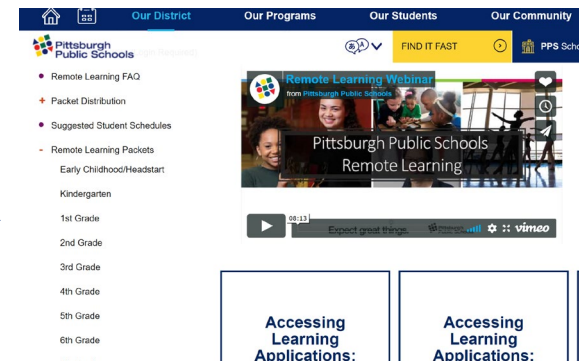 Our District
Our Programs
Our Students
Our Community
Pittsburgh
Public Schools
FIND IT FAST
PPS Scho
Remote Learning FAQ
+ Packet Distribution
Suggested Student Schedules
- Remote Learning Packets
Early Childhood/Headstart
Kindergarten
1st Grade
2nd Grade
3rd Grade
4th Grade
5th Grade
6th Grade
Remote Learning Webinar
from Pittsburgh Public Schools
Pittsburgh Public Schools
Remote Learning
08:13
Expect great things.
vimeo
Accessing
Learning
Applications:
Accessing
Learning
Applications: